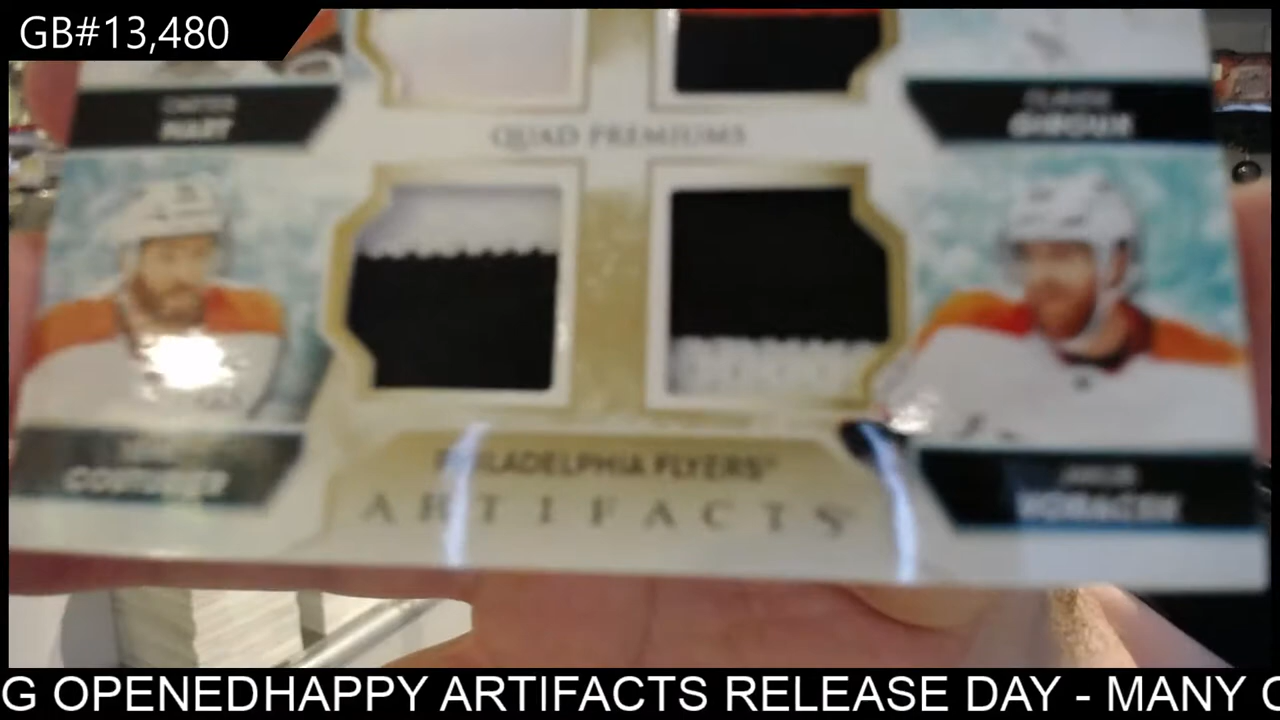 GB#13,480
CARTER
HART
CLAUDE
GIROUX
QUAD PREMIUMS
COUTURIER
JAKUB
VORACEK
PHILADELPHIA FLYERS
ARTIFACTS
G OPENEDHAPPY ARTIFACTS RELEASE DAY - MANY